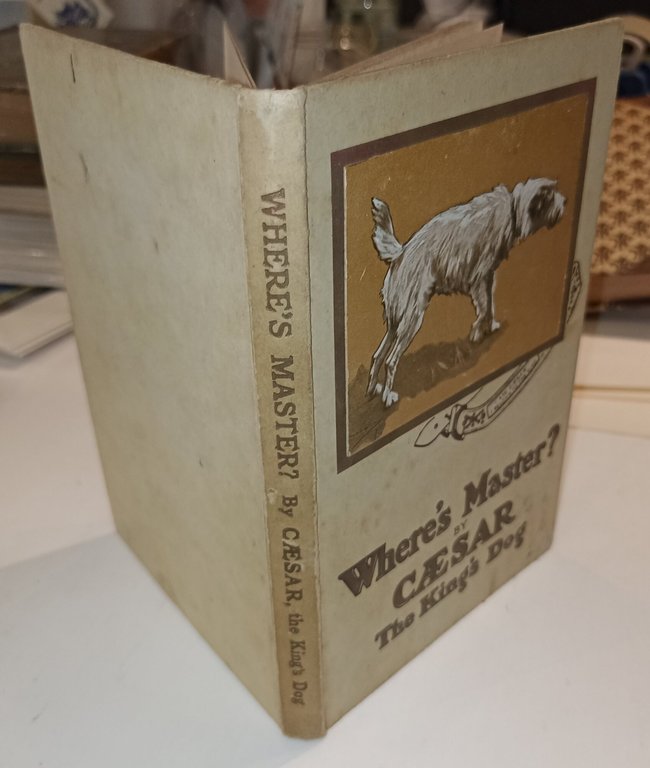 WHERE'S MASTER? By CÆSAR, the King's Dog
Where's Master?
BY
CÆSAR
The King's Dog